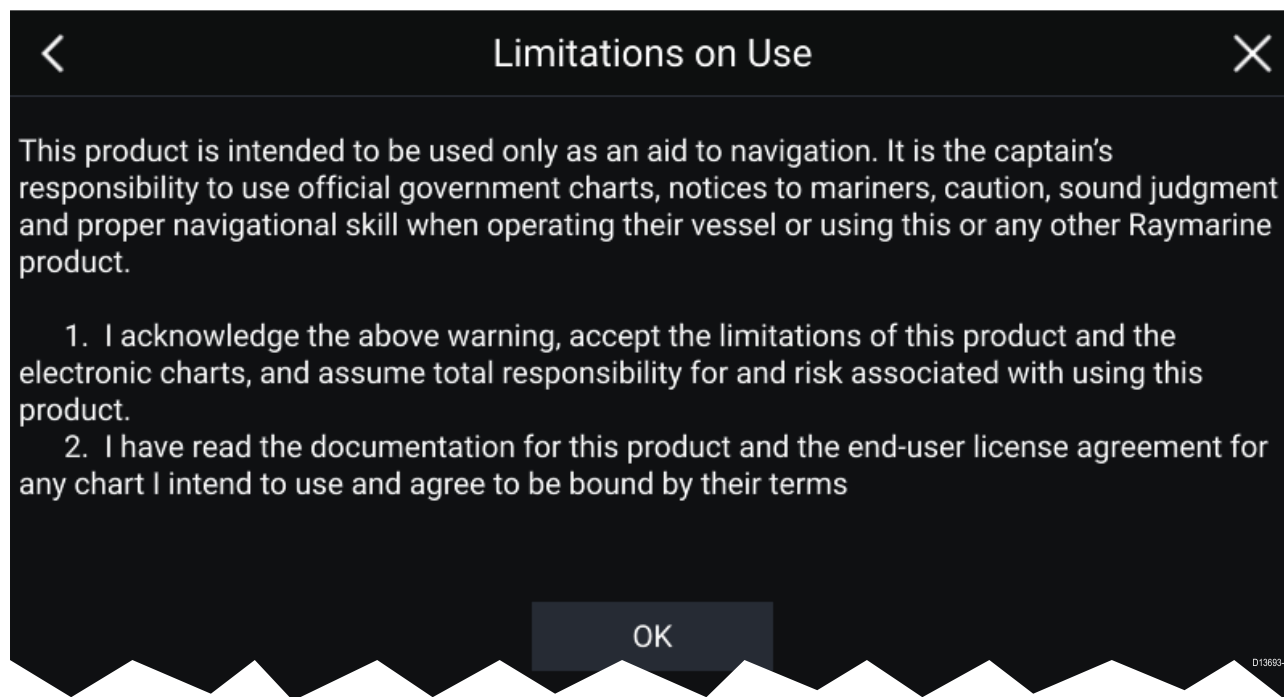 Limitations on Use
This product is intended to be used only as an aid to navigation. It is the captain’s
responsibility to use official government charts, notices to mariners, caution, sound judgment
and proper navigational skill when operating their vessel or using this or any other Raymarine
product.
1. I acknowledge the above warning, accept the limitations of this product and the
electronic charts, and assume total responsibility for and risk associated with using this
product.
2. I have read the documentation for this product and the end-user license agreement for
any chart I intend to use and agree to be bound by their terms
OK
D13693-